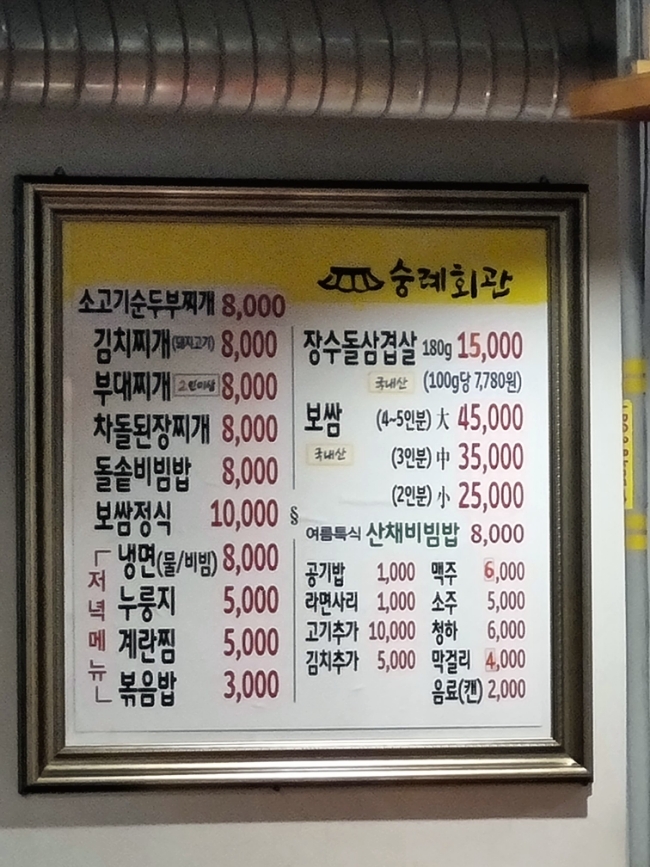 숭례회관
소고기순두부찌개 8,000
김치찌개(돼지고기) 8,000
부대찌개 2인이상 8,000
차돌된장찌개 8,000
돌솥비빔밥 8,000
보쌈정식 10,000
저녁메뉴
냉면(물/비빔) 8,000
누룽지 5,000
계란찜 5,000
볶음밥 3,000
장수돌삼겹살 180g 15,000
국내산 (100g당 7,780원)
보쌈 (4~5인분) 大 45,000
국내산 (3인분) 中 35,000
(2인분) 小 25,000
§ 여름특식 산채비빔밥 8,000
공기밥 1,000
라면사리 1,000
고기추가 10,000
김치추가 5,000
맥주 6,000
소주 5,000
청하 6,000
막걸리 4,000
음료(캔) 2,000